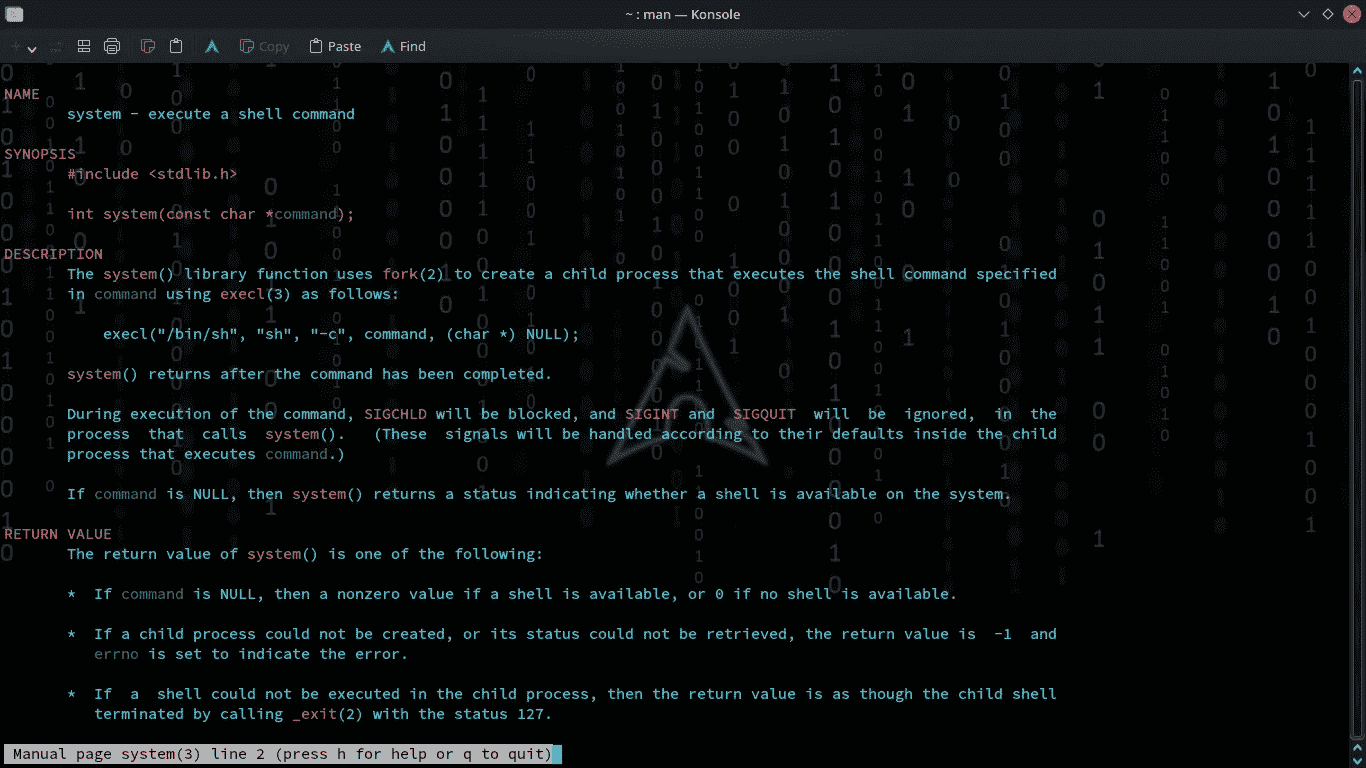 ~ : man — Konsole
Copy Paste Find
NAME
system - execute a shell command
SYNOPSIS
#include <stdlib.h>
int system(const char *command);
DESCRIPTION
The system() library function uses fork(2) to create a child process that executes the shell command specified
in command using execl(3) as follows:
execl("/bin/sh", "sh", "-c", command, (char *) NULL);
system() returns after the command has been completed.
During execution of the command, SIGCHLD will be blocked, and SIGINT and SIGQUIT will be ignored, in the
process that calls system(). (These signals will be handled according to their defaults inside the child
process that executes command.)
If command is NULL, then system() returns a status indicating whether a shell is available on the system.
RETURN VALUE
The return value of system() is one of the following:
* If command is NULL, then a nonzero value if a shell is available, or 0 if no shell is available.
* If a child process could not be created, or its status could not be retrieved, the return value is -1 and
errno is set to indicate the error.
* If a shell could not be executed in the child process, then the return value is as though the child shell
terminated by calling _exit(2) with the status 127.
Manual page system(3) line 2 (press h for help or q to quit)